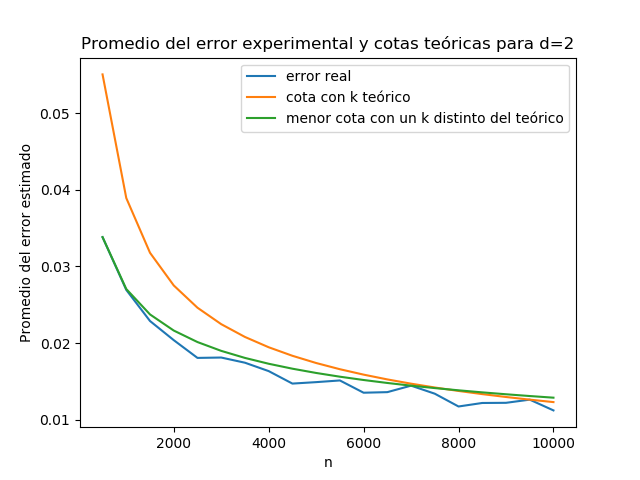 Promedio del error experimental y cotas teóricas para d=2
error real
cota con k teórico
menor cota con un k distinto del teórico
Promedio del error estimado
0.05
0.04
0.03
0.02
0.01
2000
4000
6000
8000
10000
n